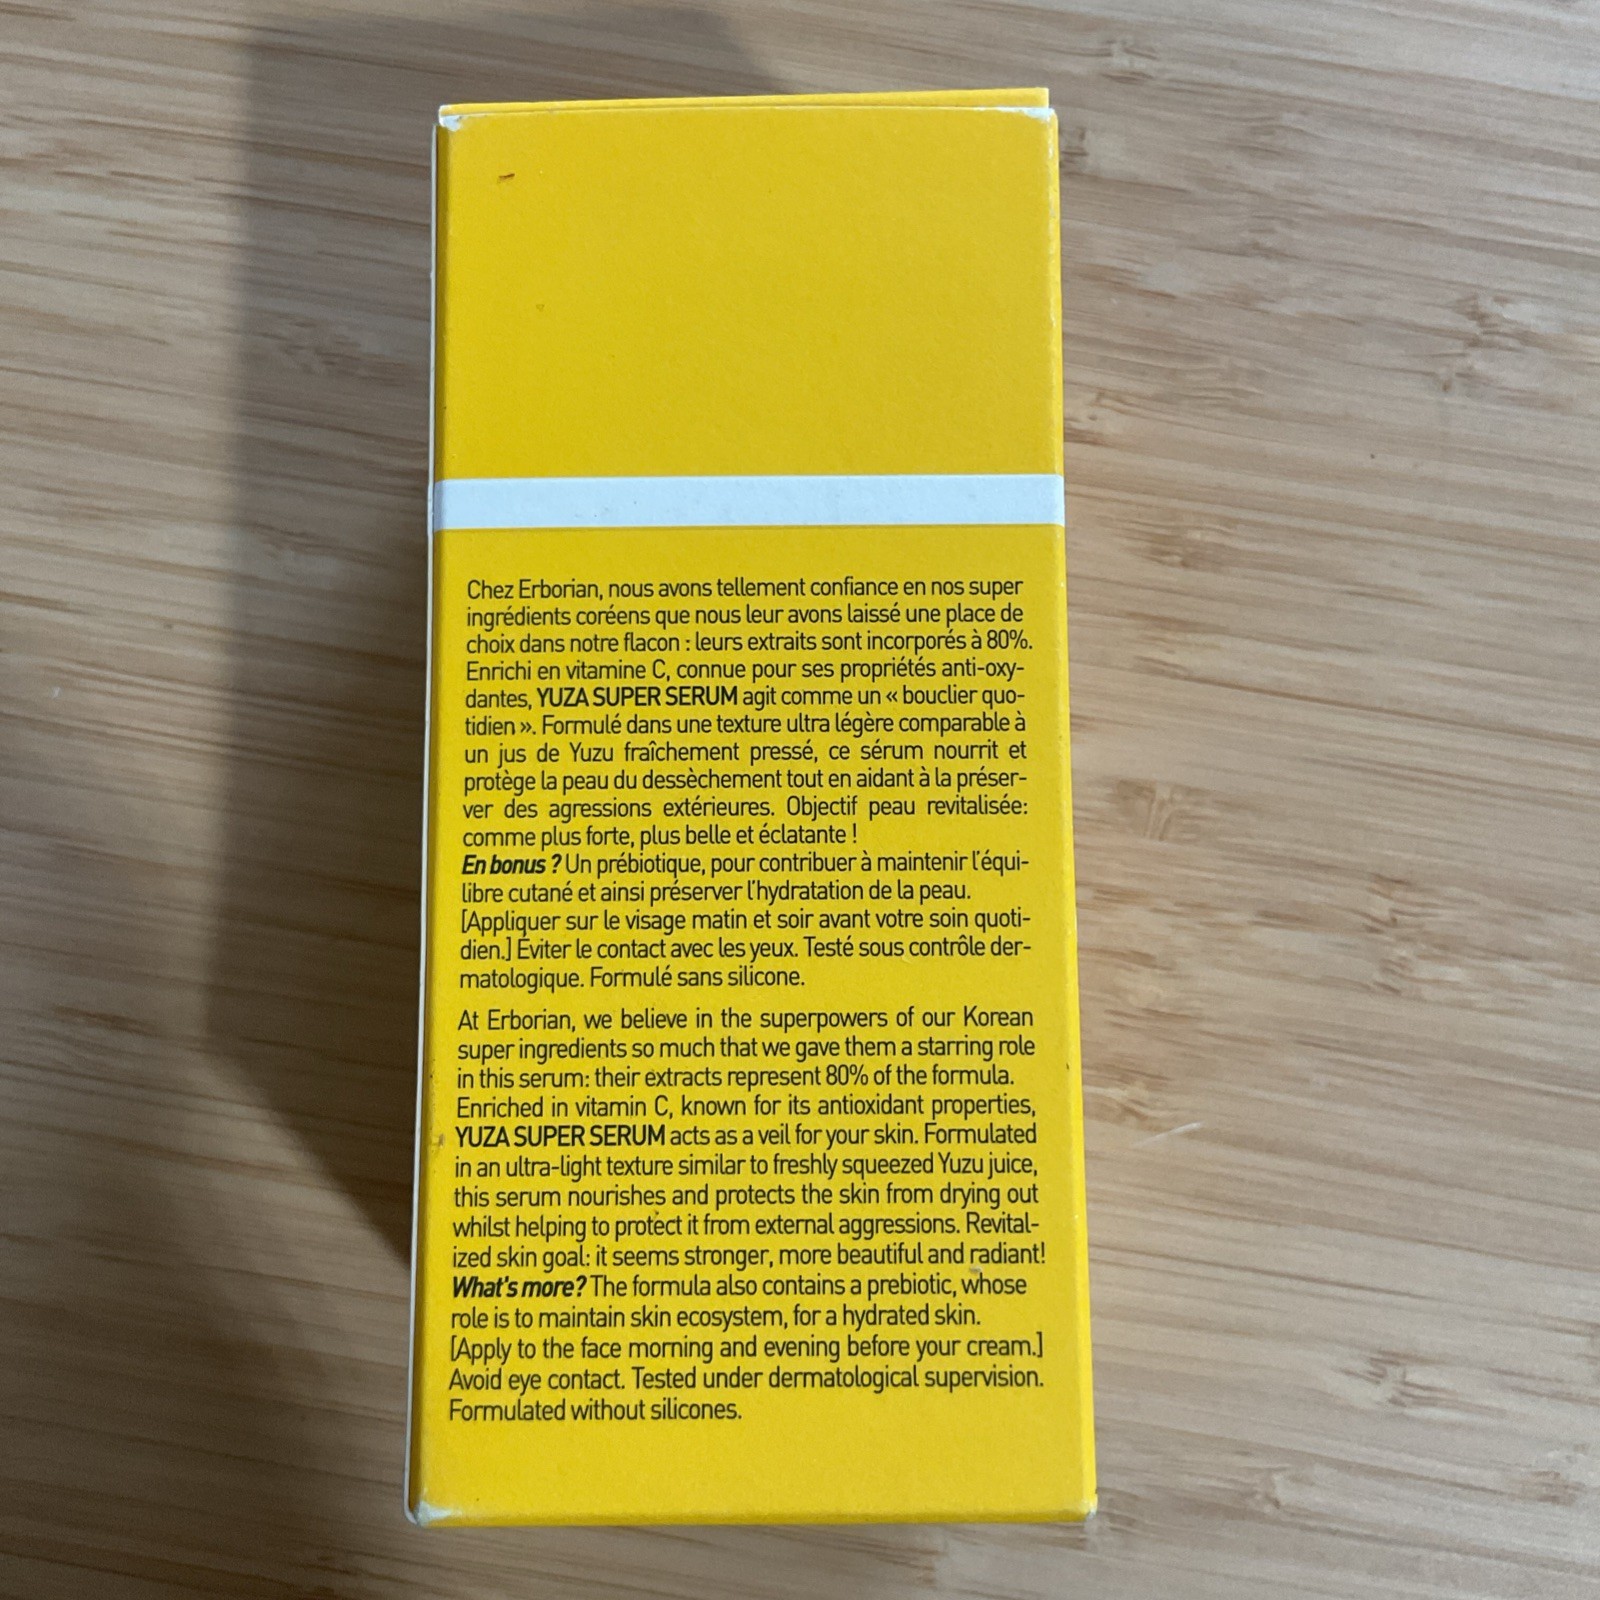 Chez Erborian, nous avons tellement confiance en nos super
ingrédients coréens que nous leur avons laissé une place de
choix dans notre flacon : leurs extraits sont incorporés à 80%.
Enrichi en vitamine C, connue pour ses propriétés anti-oxy-
dantes, YUZA SUPER SERUM agit comme un « bouclier quo-
tidien ». Formulé dans une texture ultra légère comparable à
un jus de Yuzu fraîchement pressé, ce sérum nourrit et
protège la peau du dessèchement tout en aidant à la préser-
ver des agressions extérieures. Objectif peau revitalisée:
comme plus forte, plus belle et éclatante !
En bonus ? Un prébiotique, pour contribuer à maintenir l'équi-
libre cutané et ainsi préserver l'hydratation de la peau.
[Appliquer sur le visage matin et soir avant votre soin quoti-
dien.] Éviter le contact avec les yeux. Testé sous contrôle der-
matologique. Formulé sans silicone.
At Erborian, we believe in the superpowers of our Korean
super ingredients so much that we gave them a starring role
in this serum: their extracts represent 80% of the formula.
Enriched in vitamin C, known for its antioxidant properties,
YUZA SUPER SERUM acts as a veil for your skin. Formulated
in an ultra-light texture similar to freshly squeezed Yuzu juice,
this serum nourishes and protects the skin from drying out
whilst helping to protect it from external aggressions. Revital-
ized skin goal: it seems stronger, more beautiful and radiant!
What's more? The formula also contains a prebiotic, whose
role is to maintain skin ecosystem, for a hydrated skin.
[Apply to the face morning and evening before your cream.]
Avoid eye contact. Tested under dermatological supervision.
Formulated without silicones.